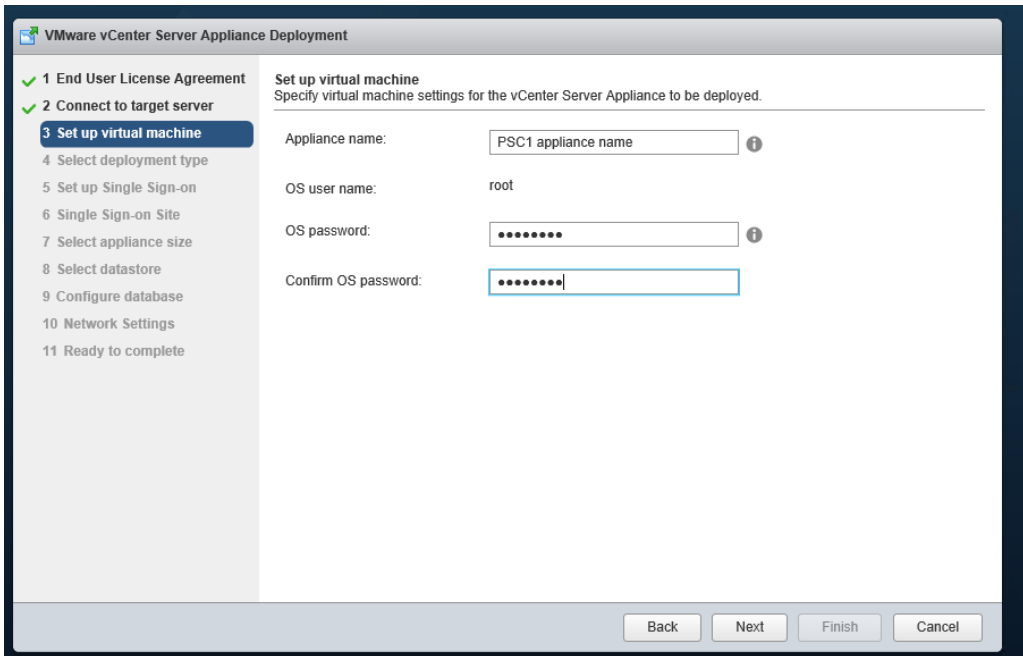 VMware vCenter Server Appliance Deployment
1 End User License Agreement
2 Connect to target server
3 Set up virtual machine
4 Select deployment type
5 Set up Single Sign-on
6 Single Sign-on Site
7 Select appliance size
8 Select datastore
9 Configure database
10 Network Settings
11 Ready to complete
Set up virtual machine
Specify virtual machine settings for the vCenter Server Appliance to be deployed.
Appliance name: PSC1 appliance name
OS user name: root
OS password: ●●●●●●●●
Confirm OS password: ●●●●●●●●
Back Next Finish Cancel